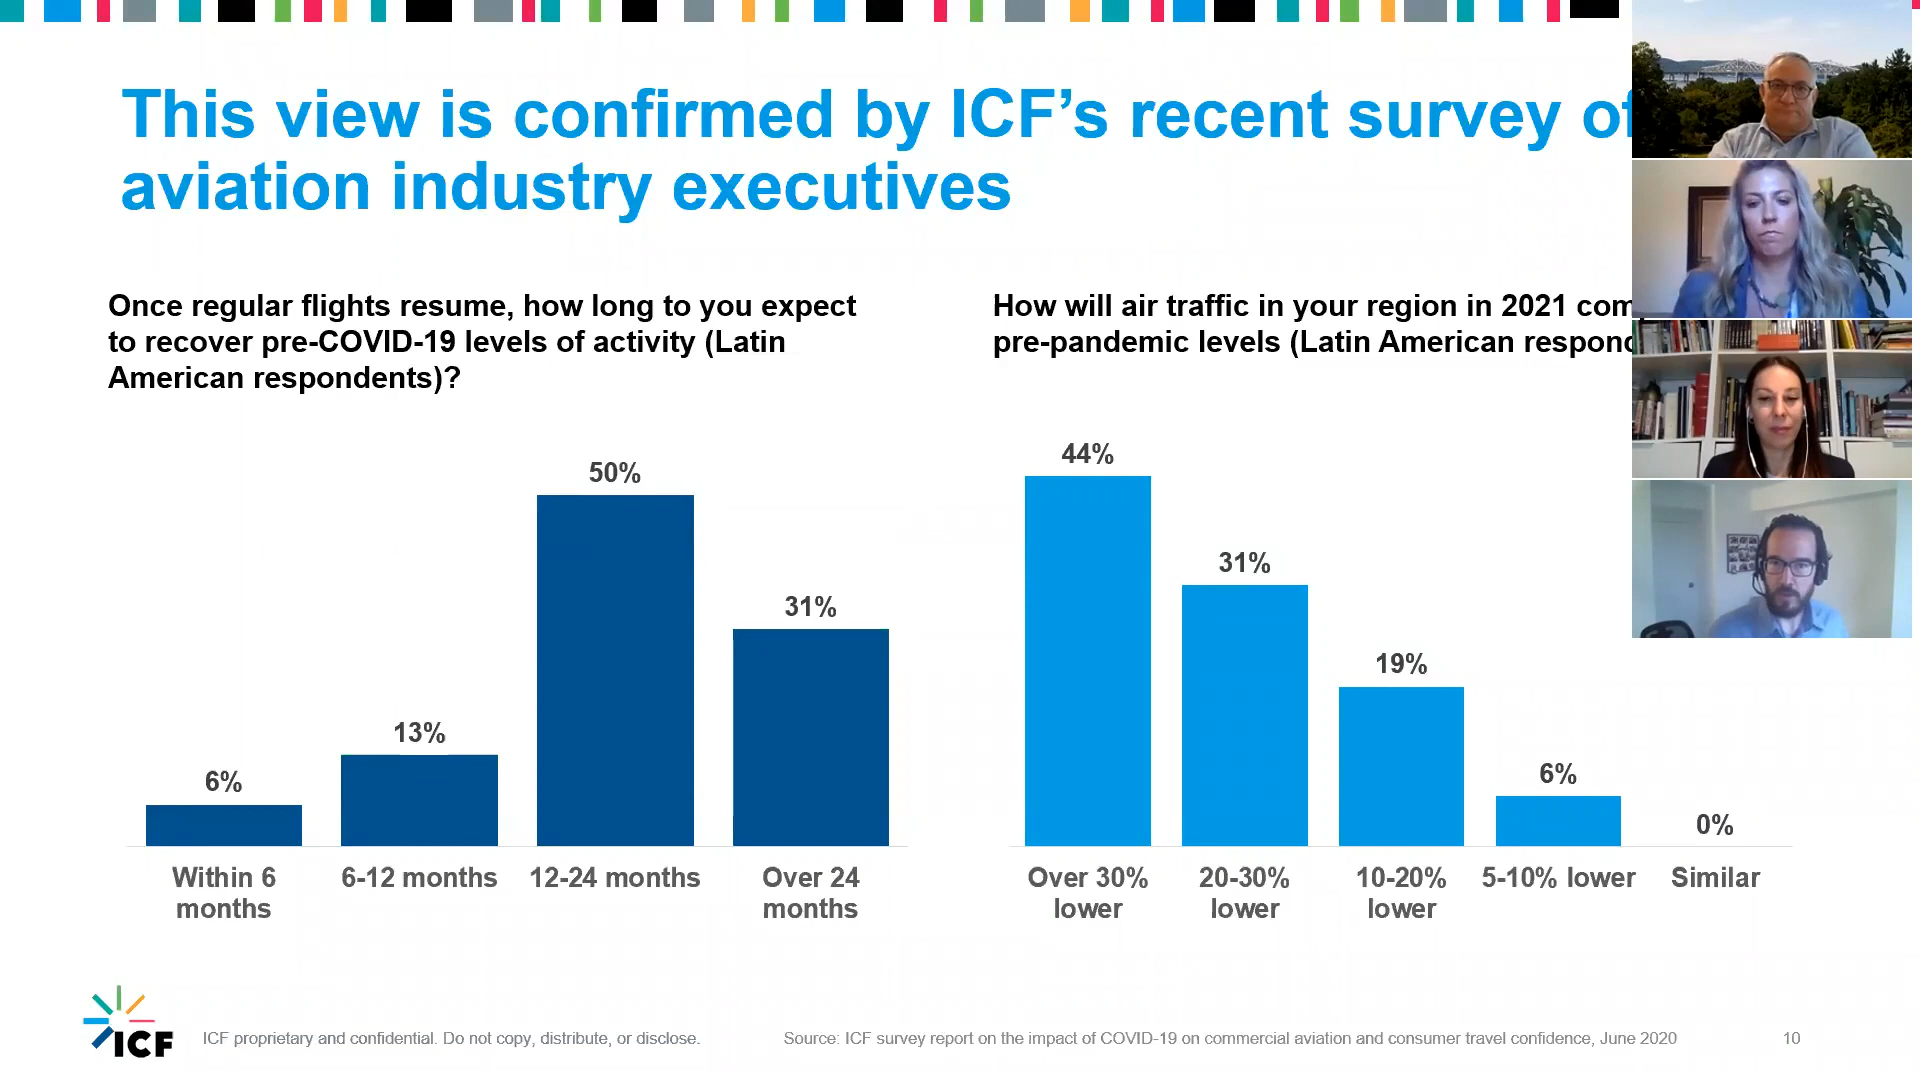 This view is confirmed by ICF's recent survey of
aviation industry executives
Once regular flights resume, how long to you expect
to recover pre-COVID-19 levels of activity (Latin
American respondents)?
How will air traffic in your region in 2021
pre-pandemic levels (Latin American
50%
31%
13%
6%
Within 6
months
6-12 months
12-24 months
Over 24
months
44%
31%
19%
6%
0%
Over 30%
lower
20-30%
lower
10-20%
lower
5-10% lower
Similar
ICF
ICF proprietary and confidential. Do not copy, distribute, or disclose.
Source: ICF survey report on the impact of COVID-19 on commercial aviation and consumer travel confidence, June 2020
10